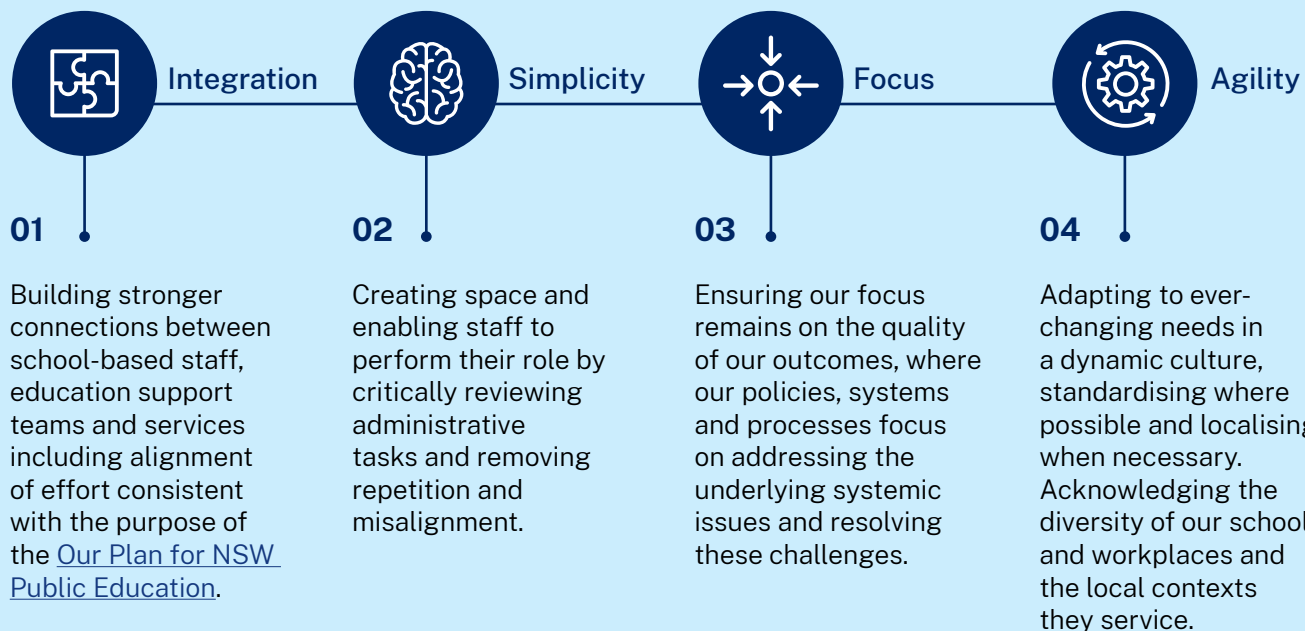 Integration
Simplicity
Focus
Agility
01
Building stronger
connections between
school-based staff,
education support
teams and services
including alignment
of effort consistent
with the purpose of
the Our Plan for NSW
Public Education.
02
Creating space and
enabling staff to
perform their role by
critically reviewing
administrative
tasks and removing
repetition and
misalignment.
03
Ensuring our focus
remains on the quality
of our outcomes, where
our policies, systems
and processes focus
on addressing the
underlying systemic
issues and resolving
these challenges.
04
Adapting to ever-
changing needs in
a dynamic culture,
standardising where
possible and localising
when necessary.
Acknowledging the
diversity of our school
and workplaces and
the local contexts
they service.